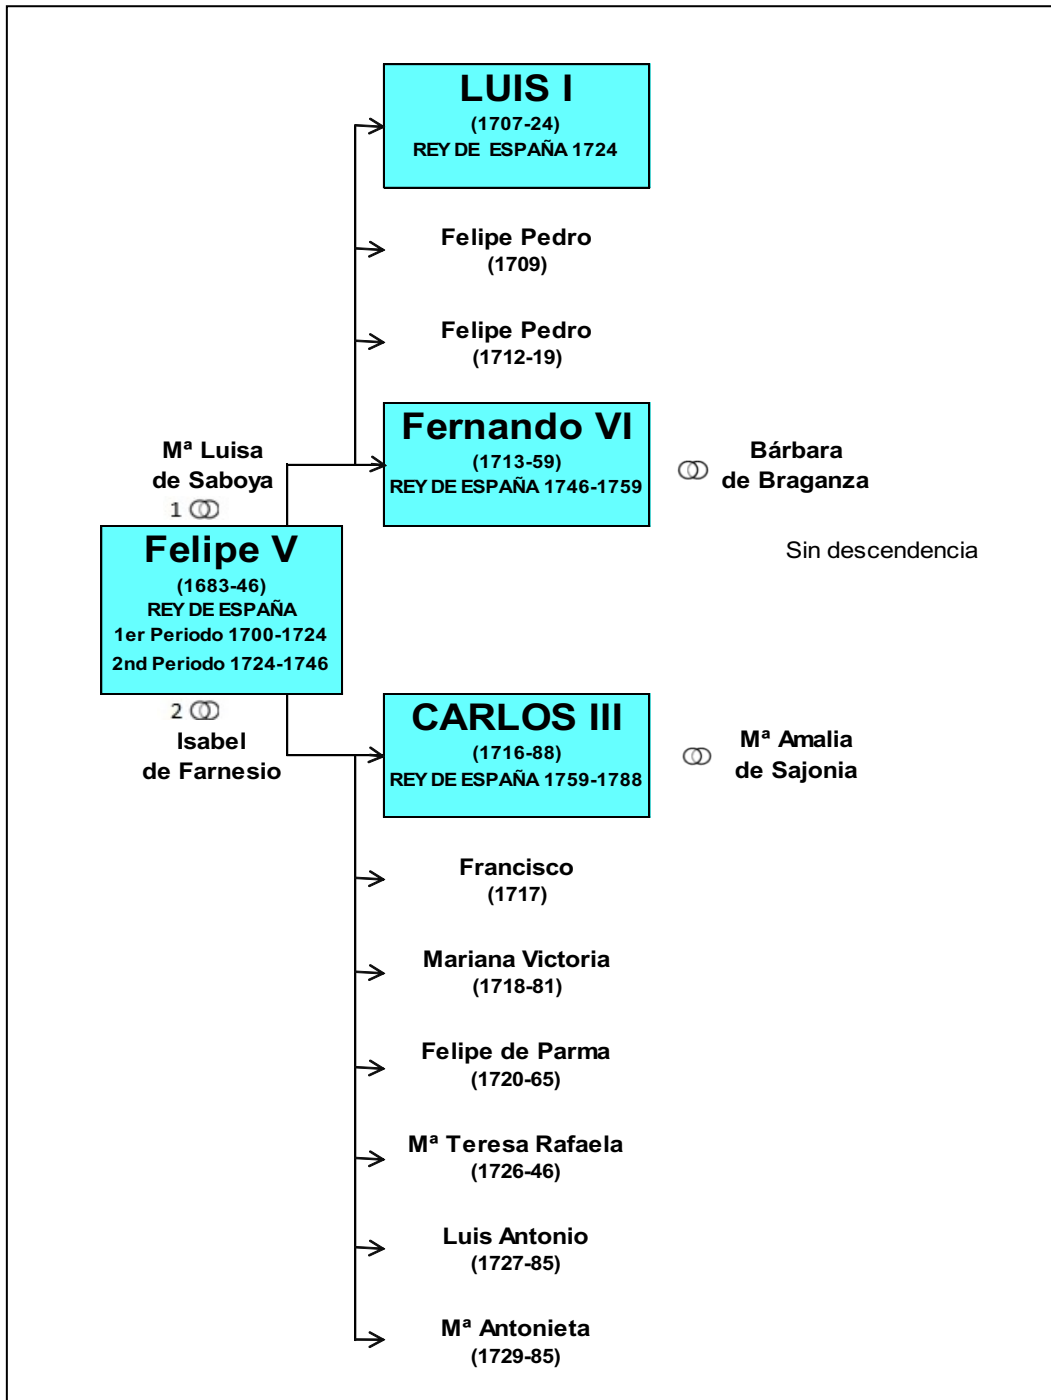 LUIS I
(1707-24)
REY DE ESPAÑA 1724
Felipe Pedro
(1709)
Felipe Pedro
(1712-19)
Mª Luisa
de Saboya
1
Fernando VI
(1713-59)
REY DE ESPAÑA 1746-1759
Bárbara
de Braganza
Sin descendencia
Felipe V
(1683-46)
REY DE ESPAÑA
1er Periodo 1700-1724
2nd Periodo 1724-1746
2
Isabel
de Farnesio
CARLOS III
(1716-88)
REY DE ESPAÑA 1759-1788
Mª Amalia
de Sajonia
Francisco
(1717)
Mariana Victoria
(1718-81)
Felipe de Parma
(1720-65)
Mª Teresa Rafaela
(1726-46)
Luis Antonio
(1727-85)
Mª Antonieta
(1729-85)